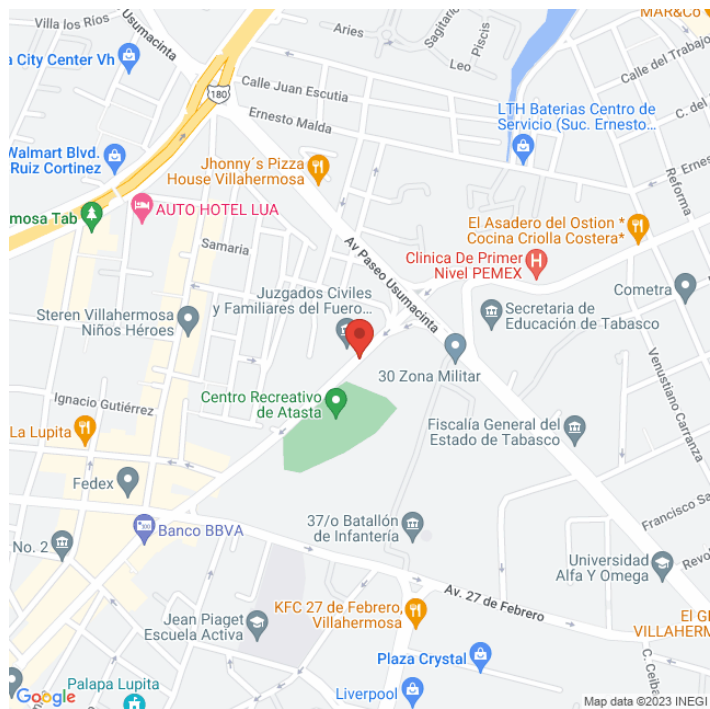 MAR&Co
Villa los Ríos
Aries
Sagitario
Piscis
Leo
a City Center Vh
Usumacinta
180
Calle Juan Escutia
Calle del Trabajo
Ernesto Malda
LTH Baterias Centro de
Servicio (Suc. Ernesto...
C. del
Walmart Blvd.
Ruiz Cortinez
Jhonny´s Pizza
House Villahermosa
Reforma
AUTO HOTEL LUA
mosa Tab
El Asadero del Ostion *
Cocina Criolla Costera*
Samaria
Av Paseo Usumacinta
Clinica De Primer
Nivel PEMEX
Cometra
Juzgados Civiles
y Familiares del Fuero...
Steren Villahermosa
Niños Héroes
Secretaria de
Educación de Tabasco
30 Zona Militar
Venustiano Carranza
Ignacio Gutiérrez
Centro Recreativo
de Atasta
La Lupita
Fiscalía General del
Estado de Tabasco
Fedex
Francisco Sa
37/o Batallón
de Infantería
Banco BBVA
No. 2
Universidad
Alfa Y Omega
Revol
Av. 27 de Febrero
KFC 27 de Febrero,
Villahermosa
Jean Piaget
Escuela Activa
VILLAHERM
Plaza Crystal
C. Ceiba
Palapa Lupita
Liverpool
Google
Map data ©2023 INEGI